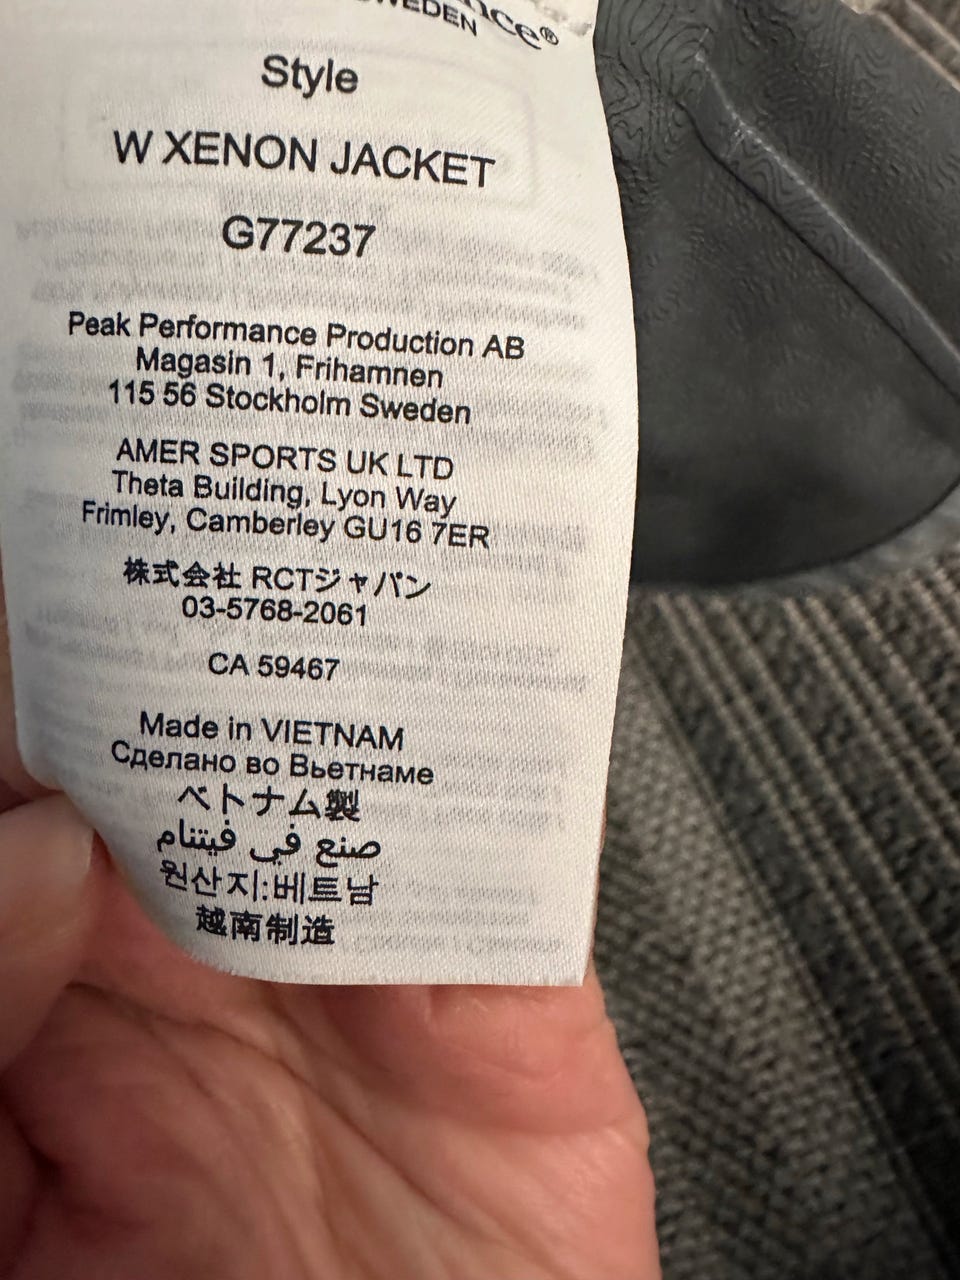 SWEDEN
Style
W XENON JACKET
G77237
Peak Performance Production AB
Magasin 1, Frihamnen
115 56 Stockholm Sweden
AMER SPORTS UK LTD
Theta Building, Lyon Way
Frimley, Camberley GU16 7ER
株式会社 RCTジャパン
03-5768-2061
CA 59467
Made in VIETNAM
Сделано во Вьетнаме
ベトナム製
صنع في فيتنام
원산지:베트남
越南制造